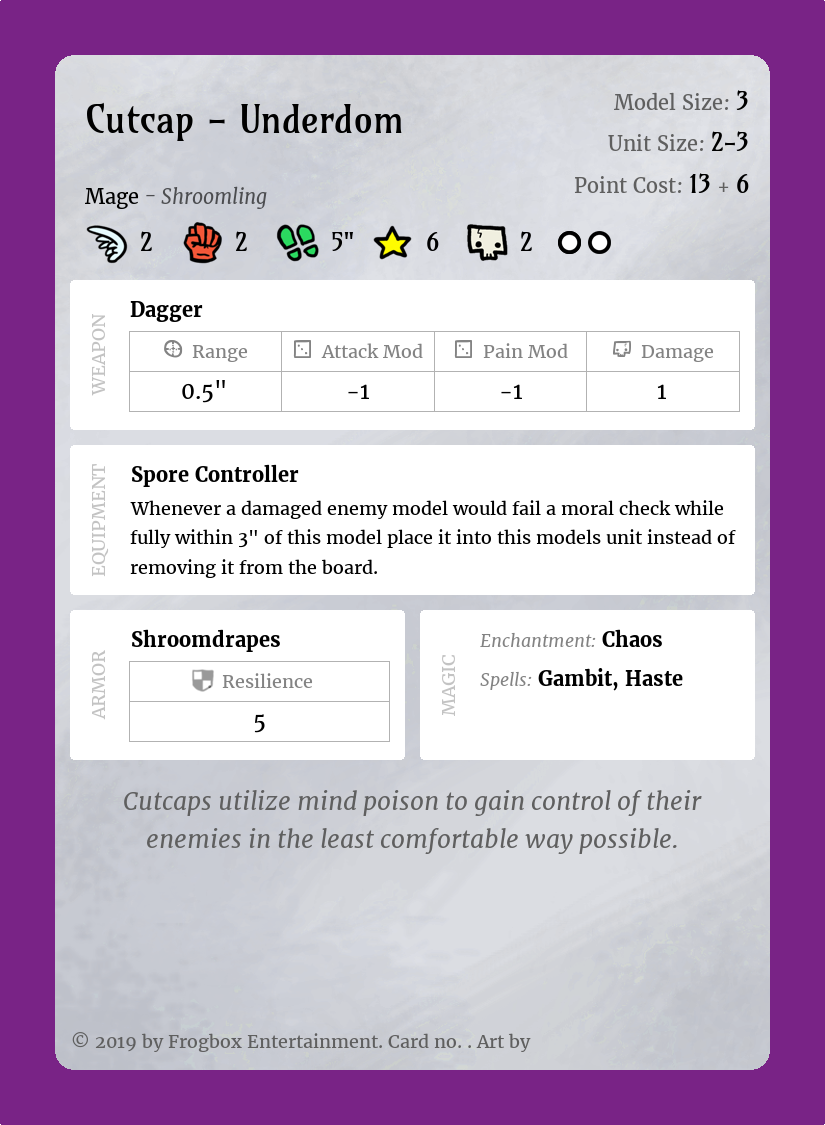 Cutcap - Underdom
Model Size: 3
Unit Size: 2-3
Point Cost: 13 + 6
Mage - Shroomling
2 2 5" 6 2
WEAPON
Dagger
Range Attack Mod Pain Mod Damage
0.5" -1 -1 1
EQUIPMENT
Spore Controller
Whenever a damaged enemy model would fail a moral check while
fully within 3" of this model place it into this models unit instead of
removing it from the board.
ARMOR
Shroomdrapes
Resilience
5
MAGIC
Enchantment: Chaos
Spells: Gambit, Haste
Cutcaps utilize mind poison to gain control of their
enemies in the least comfortable way possible.
© 2019 by Frogbox Entertainment. Card no. . Art by